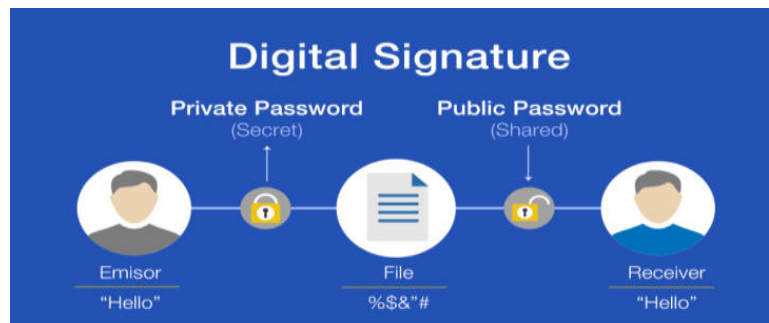 Digital Signature
Private Password
(Secret)
Public Password
(Shared)
Emisor
"Hello"
File
%$&"#
Receiver
"Hello"